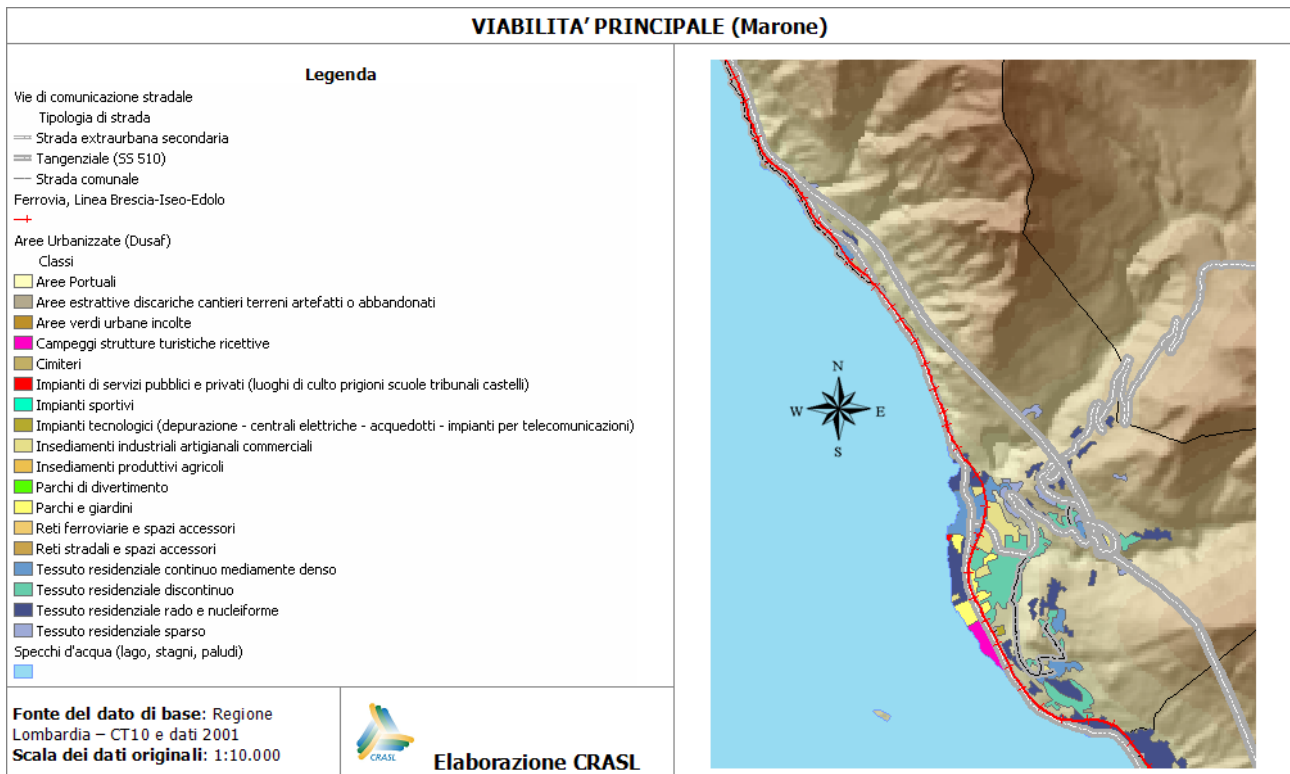 VIABILITA’ PRINCIPALE (Marone)
Legenda
Vie di comunicazione stradale
Tipologia di strada
Strada extraurbana secondaria
Tangenziale (SS 510)
Strada comunale
Ferrovia, Linea Brescia-Iseo-Edolo
Aree Urbanizzate (Dusaf)
Classi
Aree Portuali
Aree estrattive discariche cantieri terreni artefatti o abbandonati
Aree verdi urbane incolte
Campeggi strutture turistiche ricettive
Cimiteri
Impianti di servizi pubblici e privati (luoghi di culto prigioni scuole tribunali castelli)
Impianti sportivi
Impianti tecnologici (depurazione - centrali elettriche - acquedotti - impianti per telecomunicazioni)
Insediamenti industriali artigianali commerciali
Insediamenti produttivi agricoli
Parchi di divertimento
Parchi e giardini
Reti ferroviarie e spazi accessori
Reti stradali e spazi accessori
Tessuto residenziale continuo mediamente denso
Tessuto residenziale discontinuo
Tessuto residenziale rado e nucleiforme
Tessuto residenziale sparso
Specchi d'acqua (lago, stagni, paludi)
Fonte del dato di base: Regione
Lombardia – CT10 e dati 2001
Scala dei dati originali: 1:10.000
CRASL
Elaborazione CRASL
N
W E
S